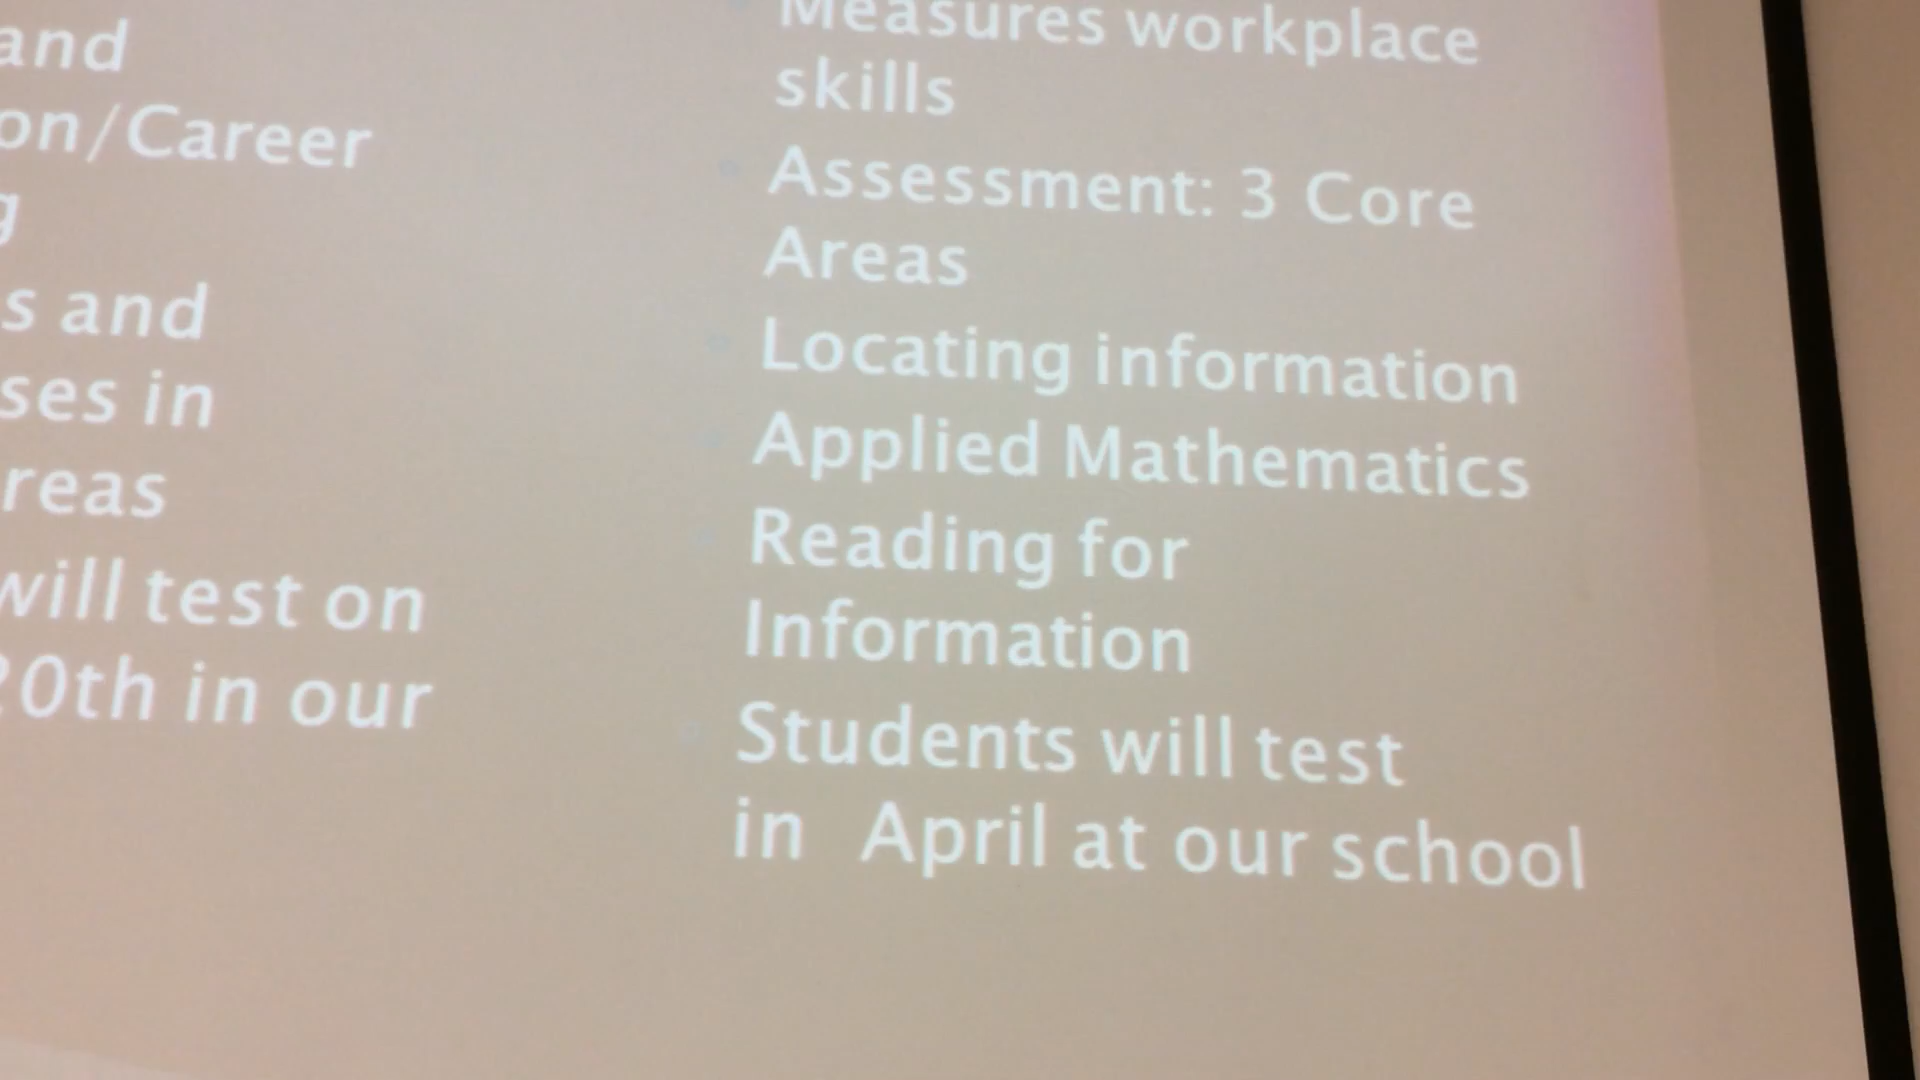 and
on/Career
g
s and
ses in
reas
will test on
20th in our
Measures workplace
skills
Assessment: 3 Core
Areas
Locating information
Applied Mathematics
Reading for
Information
Students will test
in April at our school